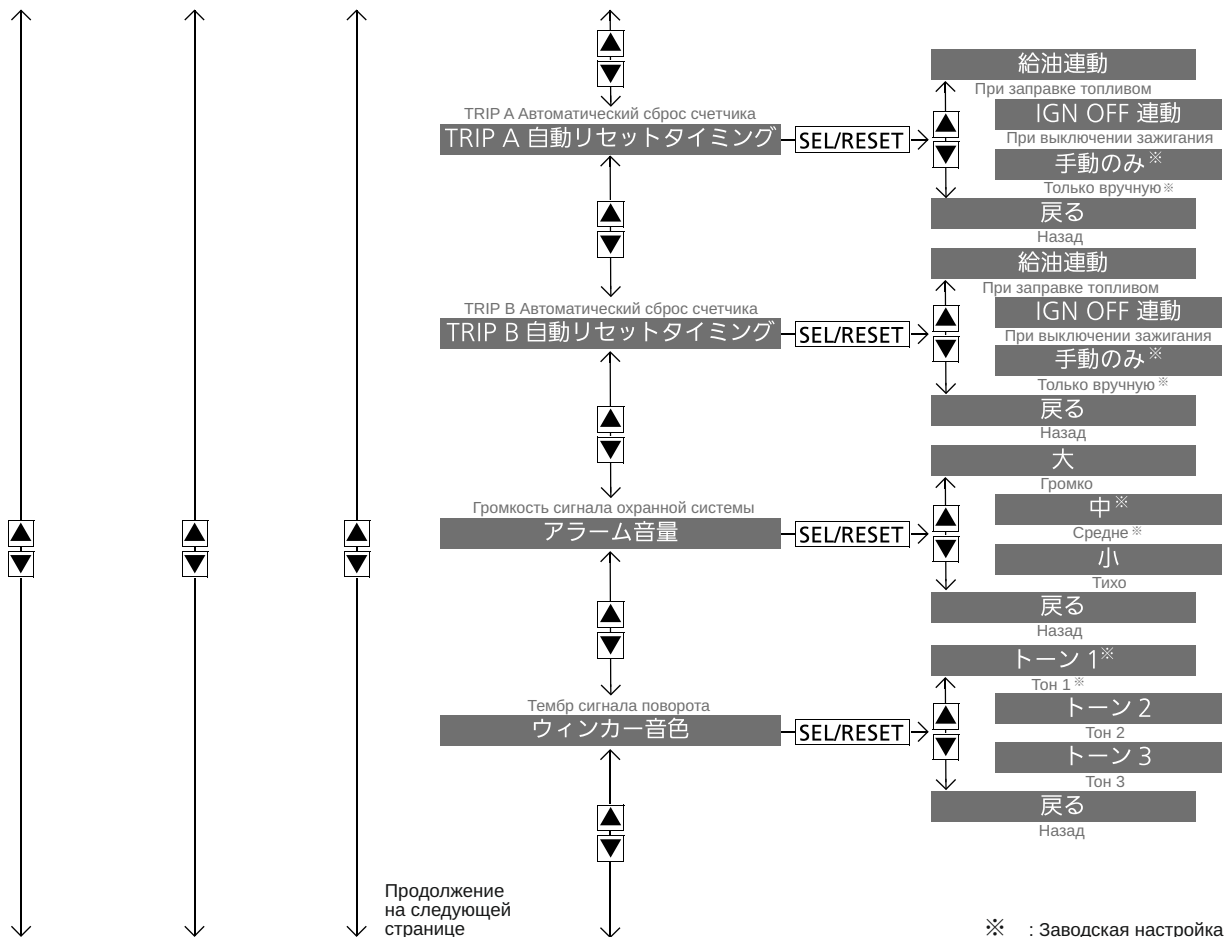 給油連動
При заправке топливом
TRIP A Автоматический сброс счетчика
TRIP A 自動リセットタイミング
SEL/RESET
IGN OFF 連動
При выключении зажигания
手動のみ※
Только вручную※
戻る
Назад
給油連動
При заправке топливом
TRIP B Автоматический сброс счетчика
TRIP B 自動リセットタイミング
SEL/RESET
IGN OFF 連動
При выключении зажигания
手動のみ※
Только вручную※
戻る
Назад
大
Громко
Громкость сигнала охранной системы
アラーム音量
SEL/RESET
中※
Средне※
小
Тихо
戻る
Назад
トーン 1※
Тон 1※
Тембр сигнала поворота
ウィンカー音色
SEL/RESET
トーン 2
Тон 2
トーン 3
Тон 3
戻る
Назад
Продолжение
на следующей
странице
※ : Заводская настройка